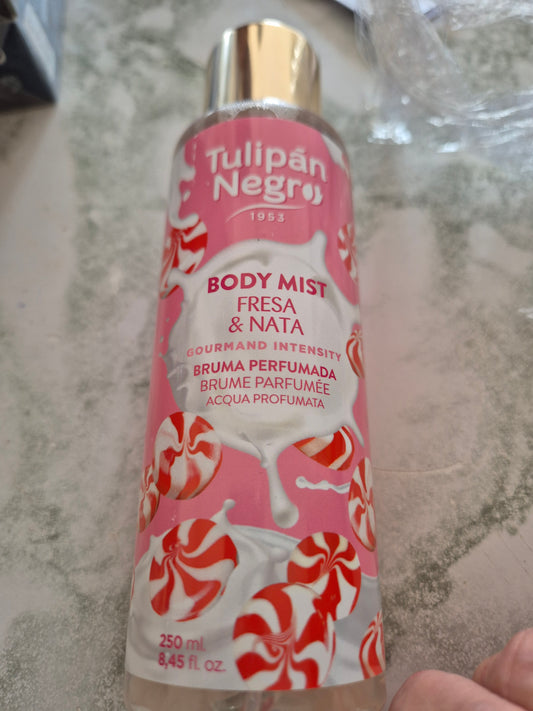 Tulipán
Negro
1953
BODY MIST
FRESA
& NATA
GOURMAND INTENSITY
BRUMA PERFUMADA
BRUME PARFUMÉE
ACQUA PROFUMATA
250 ml.
8,45 fl. oz.